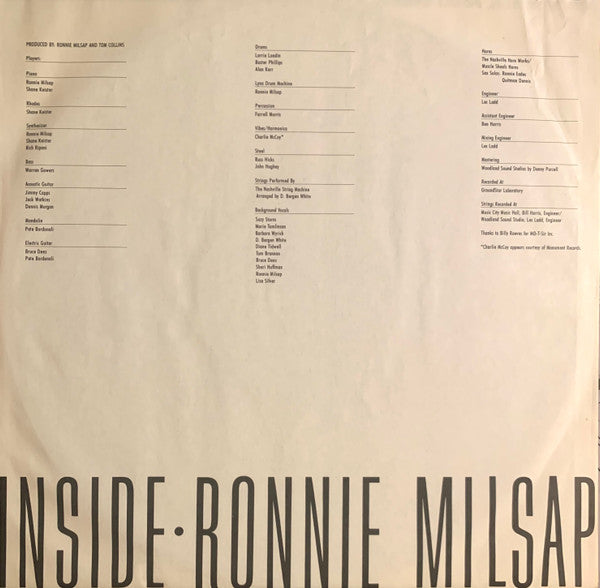 PRODUCED BY: RONNIE MILSAP AND TOM COLLINS
Players:
Piano
Ronnie Milsap
Shane Keister
Rhodes
Shane Keister
Synthesizer
Ronnie Milsap
Shane Keister
Rick Ripani
Bass
Warren Gowers
Acoustic Guitar
Jimmy Capps
Jack Watkins
Dennis Morgan
Mandolin
Pete Bordonali
Electric Guitar
Bruce Dees
Pete Bordonali
Drums
Larrie Londin
Buster Phillips
Alan Kerr
Lynn Drum Machine
Ronnie Milsap
Percussion
Farrell Morris
Vibes/Harmonica
Charlie McCoy*
Steel
Russ Hicks
John Hughey
Strings Performed By
The Nashville String Machine
Arranged by D. Bergen White
Background Vocals
Suzy Storm
Marie Tomlinson
Barbara Wyrick
D. Bergen White
Diane Tidwell
Tom Brannon
Bruce Dees
Sheri Huffman
Ronnie Milsap
Lisa Silver
Horns
The Nashville Horn Works/
Muscle Shoals Horns
Sax Solos: Ronnie Eades
Quitman Dennis
Engineer
Les Ladd
Assistant Engineer
Ben Harris
Mixing Engineer
Les Ladd
Mastering
Woodland Sound Studios by Denny Purcell
Recorded At
GroundStar Laboratory
Strings Recorded At
Music City Music Hall, Bill Harris, Engineer/
Woodland Sound Studio, Les Ladd, Engineer
Thanks to Billy Reeves for MD-T-Sir Inc.
*Charlie McCoy appears courtesy of Monument Records.
INSIDE·RONNIE MILSAP